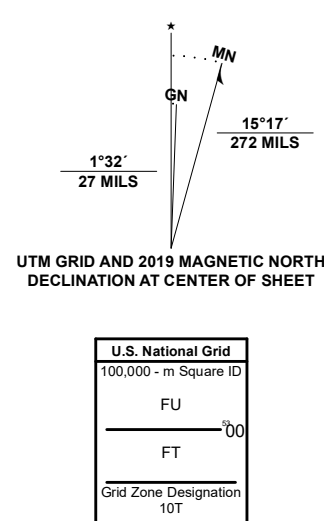 ★
MN
GN
15°17´
272 MILS
1°32´
27 MILS
UTM GRID AND 2019 MAGNETIC NORTH
DECLINATION AT CENTER OF SHEET
U.S. National Grid
100,000 - m Square ID
FU
5300
FT
Grid Zone Designation
10T